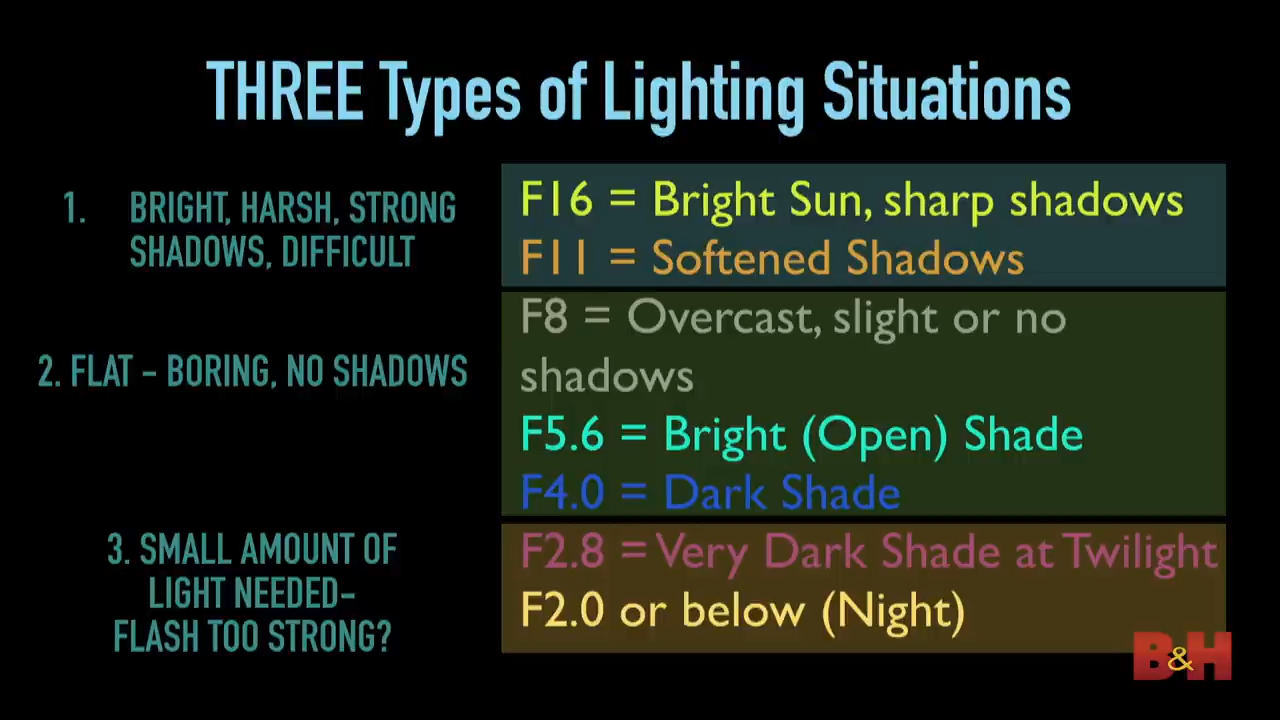 THREE Types of Lighting Situations
1. BRIGHT, HARSH, STRONG
SHADOWS, DIFFICULT
F16 = Bright Sun, sharp shadows
F11 = Softened Shadows
2. FLAT - BORING, NO SHADOWS
F8 = Overcast, slight or no
shadows
F5.6 = Bright (Open) Shade
F4.0 = Dark Shade
3. SMALL AMOUNT OF
LIGHT NEEDED-
FLASH TOO STRONG?
F2.8 = Very Dark Shade at Twilight
F2.0 or below (Night)
B&H